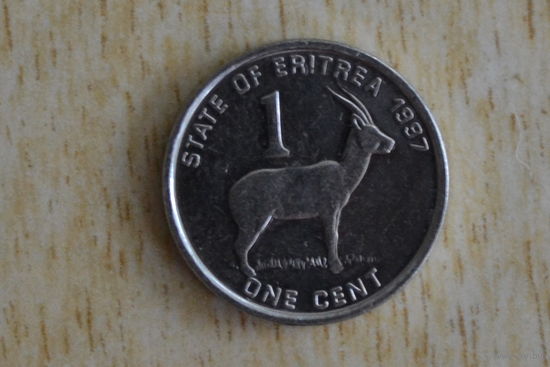 STATE OF ERITREA 1997
1
ONE CENT